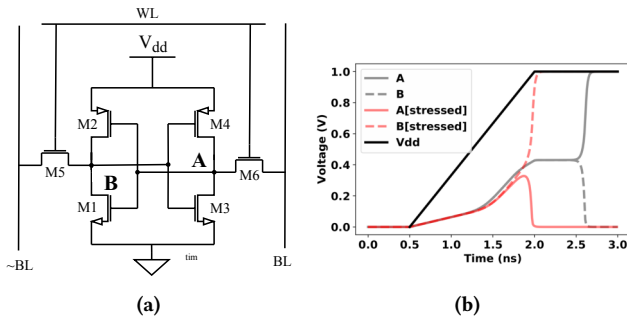 WL
V_dd
M2
M4
M5
A
M6
B
M1
M3
tim
~BL
BL
(a)
A
B
A[stressed]
B[stressed]
Vdd
Voltage (V)
1.0
0.8
0.6
0.4
0.2
0.0
0.0 0.5 1.0 1.5 2.0 2.5 3.0
Time (ns)
(b)